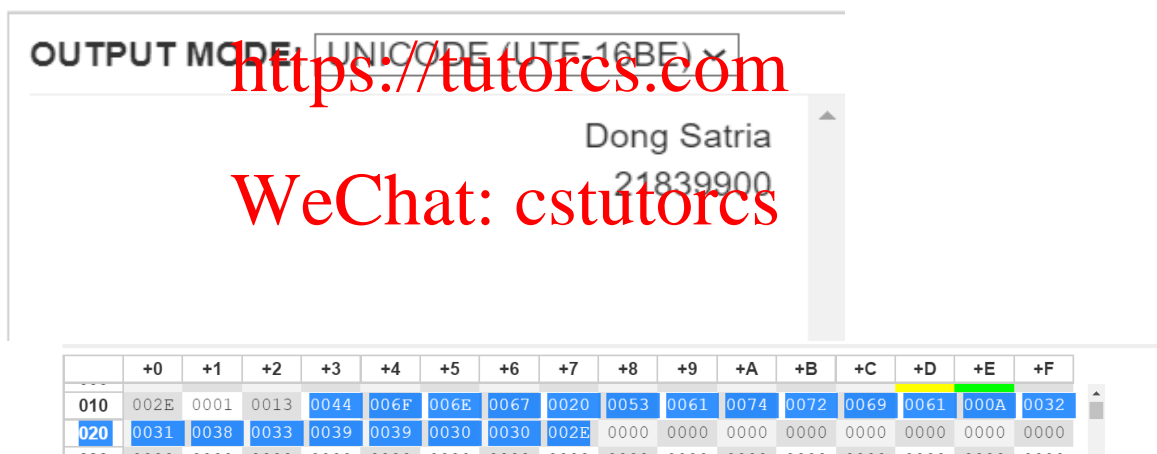 OUTPUT MODE: UNICODE (UTF-16BE)
https://tutorcs.com
Dong Satria
21839900
WeChat: cstutorcs
+0 +1 +2 +3 +4 +5 +6 +7 +8 +9 +A +B +C +D +E +F
010 002E 0001 0013 0044 006F 006E 0067 0020 0053 0061 0074 0072 0069 0061 000A 0032
020 0031 0038 0033 0039 0039 0030 0030 002E 0000 0000 0000 0000 0000 0000 0000 0000